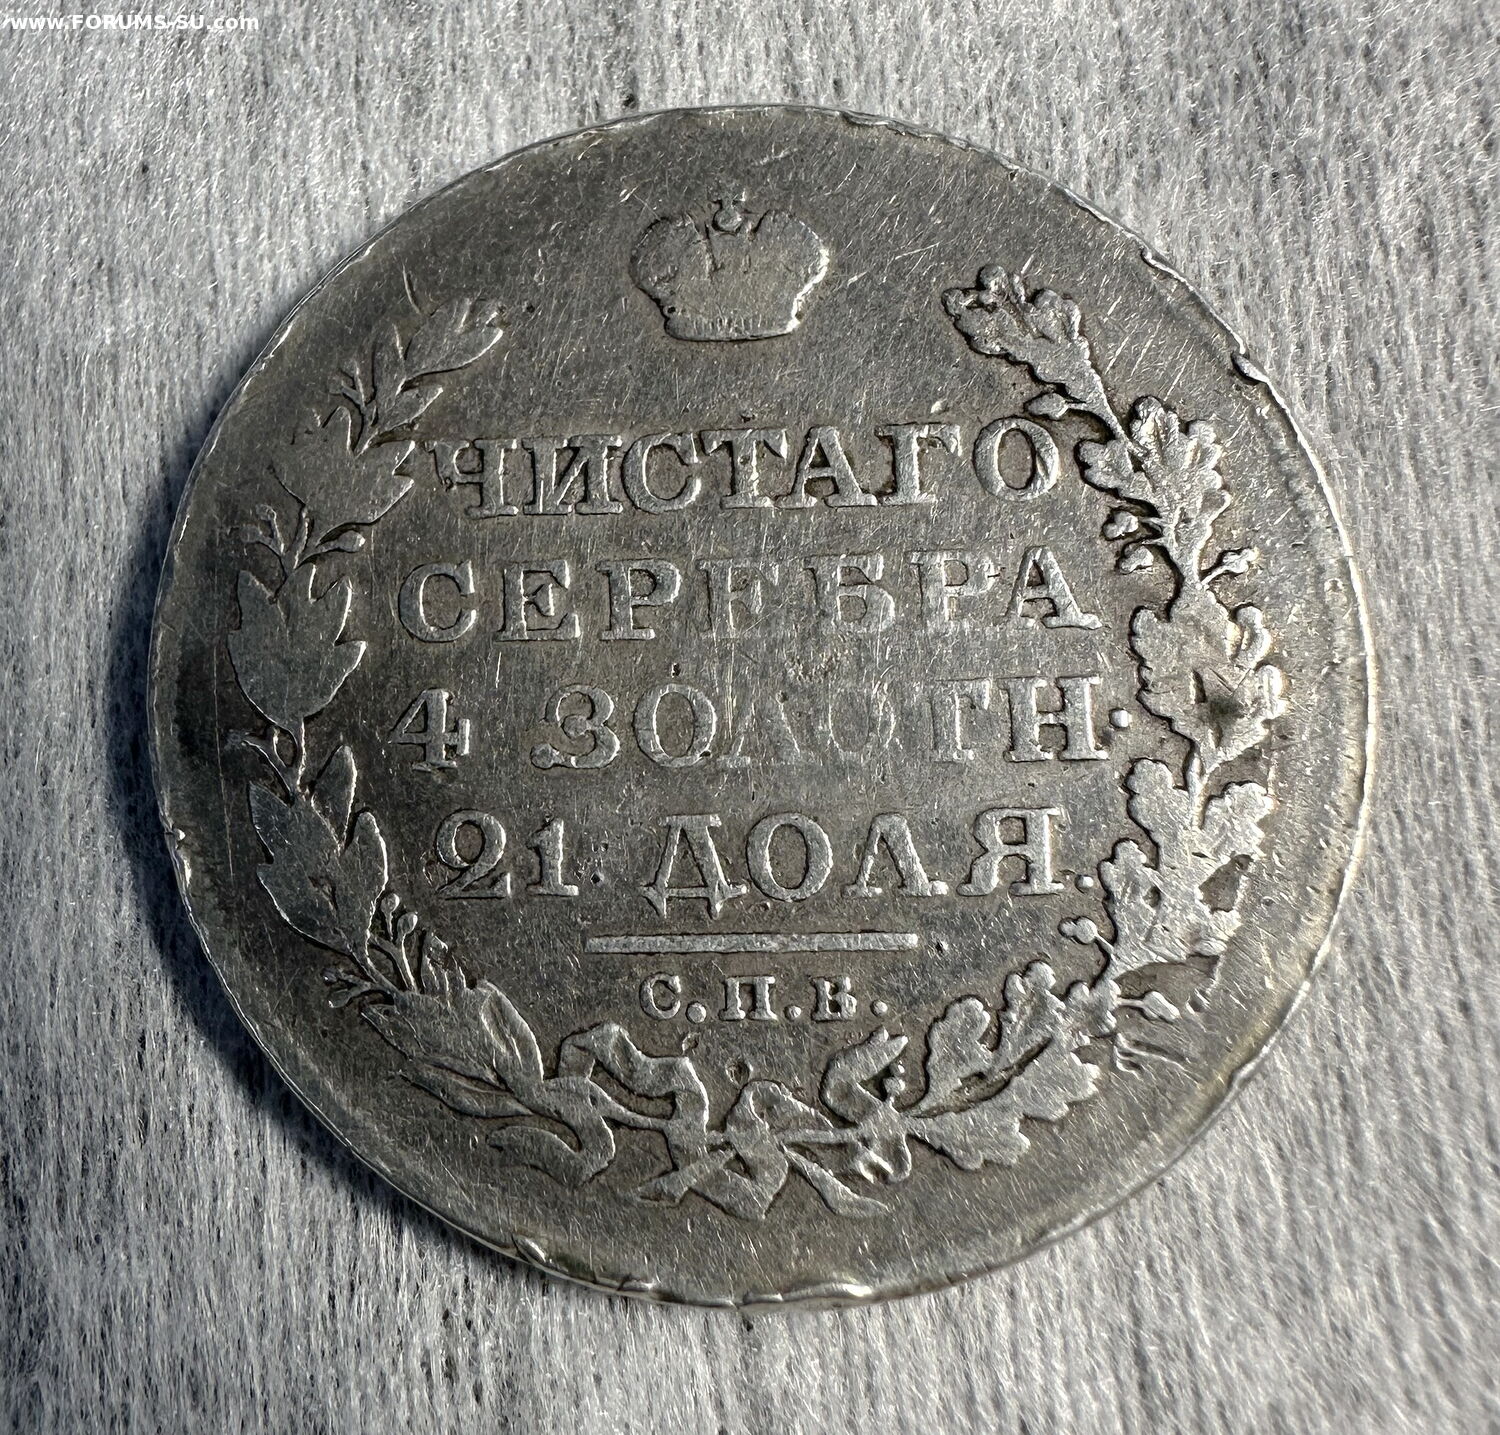 www.FORUMS-SU.com
ЧИСТАГО
СЕРЕБРА
4 ЗОЛОТН.
21 ДОЛЯ.
С.П.Б.